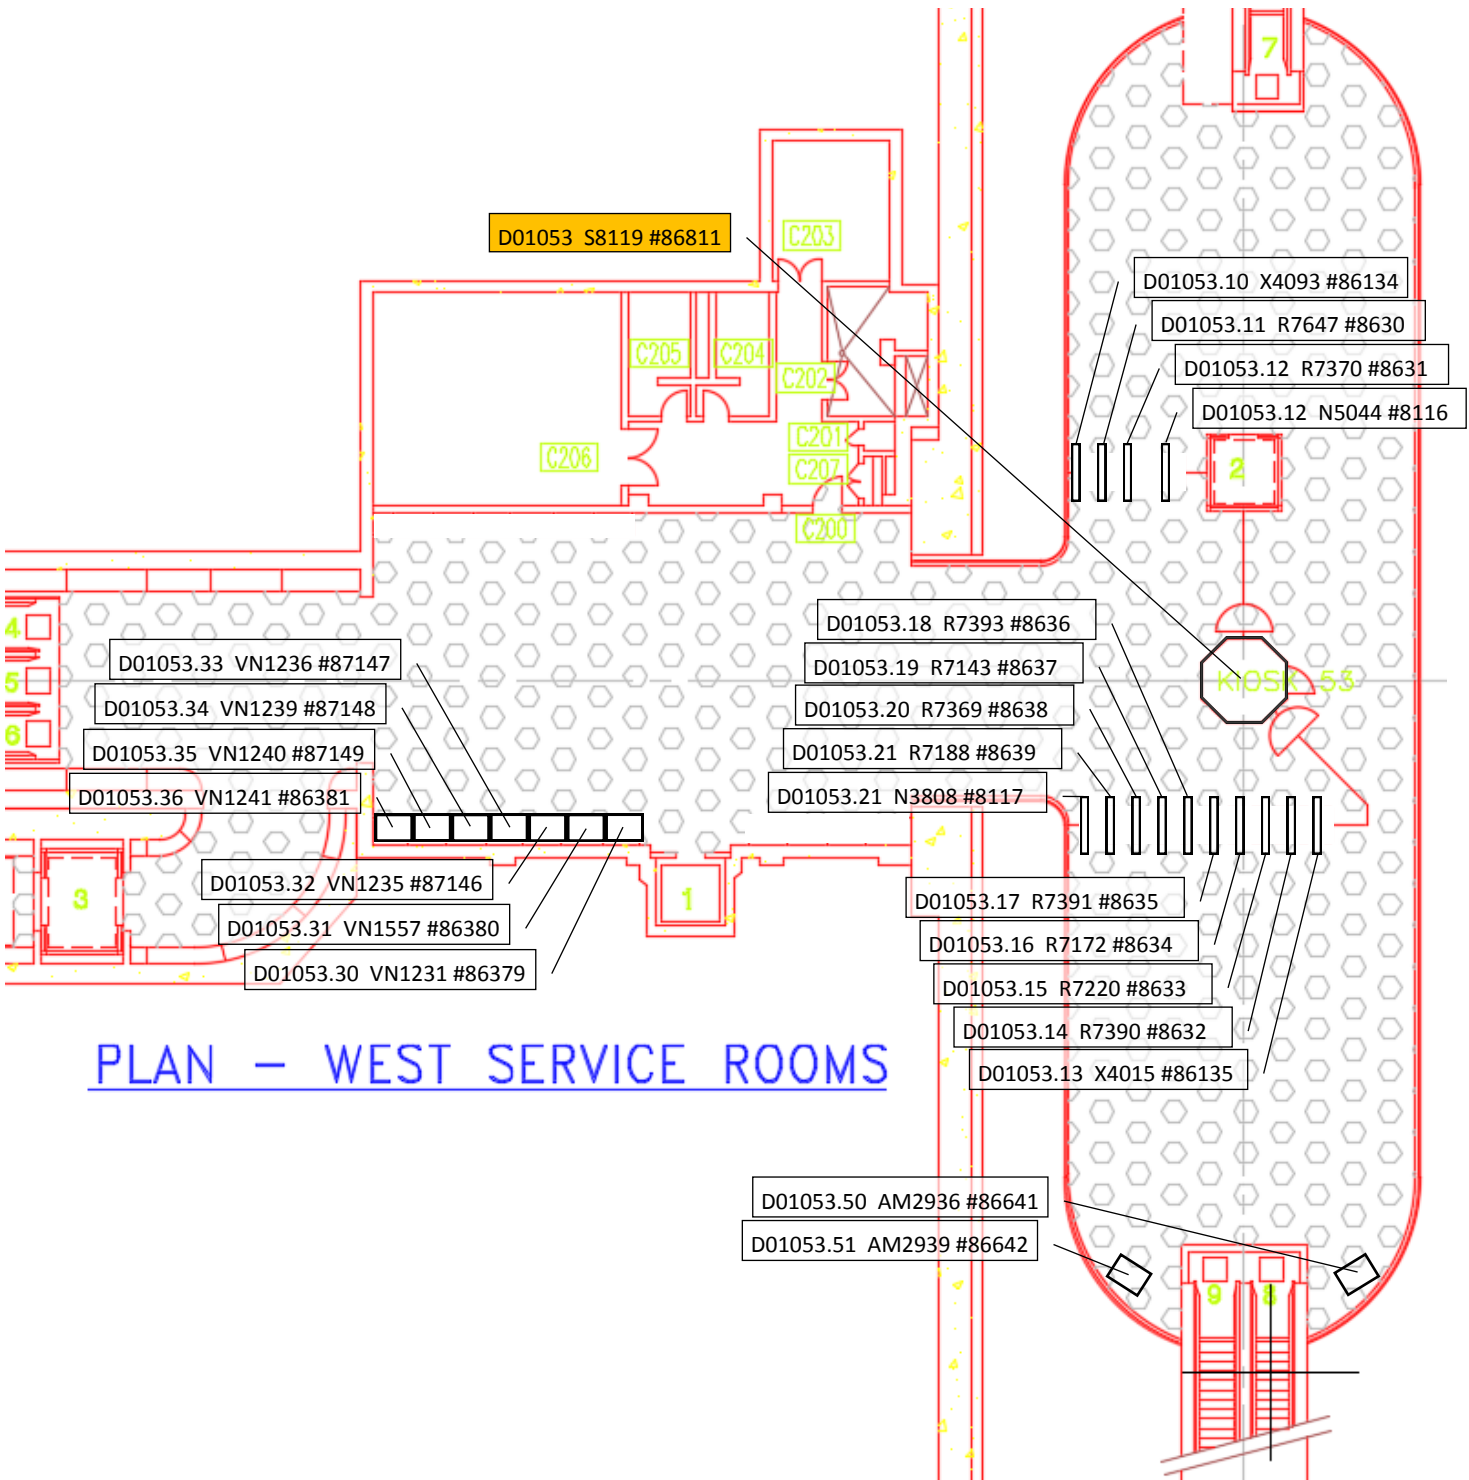 7
D01053 S8119 #86811
C203
D01053.10 X4093 #86134
D01053.11 R7647 #8630
D01053.12 R7370 #8631
D01053.12 N5044 #8116
C205
C204
C202
C201
C206
C207
C200
2
4
5
6
D01053.18 R7393 #8636
D01053.19 R7143 #8637
D01053.20 R7369 #8638
D01053.21 R7188 #8639
D01053.21 N3808 #8117
KIOSK 53
D01053.33 VN1236 #87147
D01053.34 VN1239 #87148
D01053.35 VN1240 #87149
D01053.36 VN1241 #86381
D01053.32 VN1235 #87146
D01053.31 VN1557 #86380
D01053.30 VN1231 #86379
3
1
D01053.17 R7391 #8635
D01053.16 R7172 #8634
D01053.15 R7220 #8633
D01053.14 R7390 #8632
D01053.13 X4015 #86135
PLAN – WEST SERVICE ROOMS
D01053.50 AM2936 #86641
D01053.51 AM2939 #86642
9
8